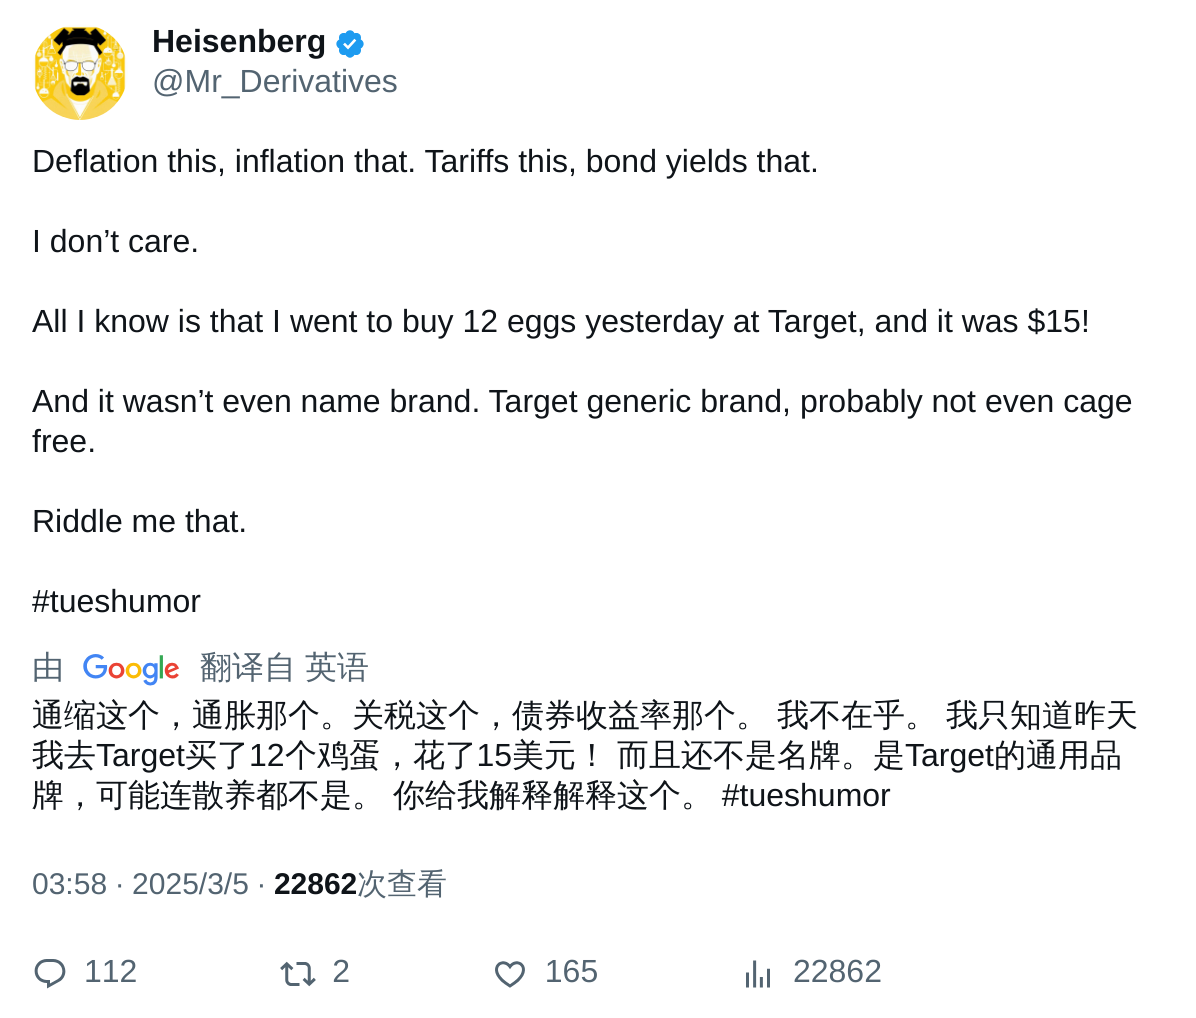 Heisenberg
@Mr_Derivatives
Deflation this, inflation that. Tariffs this, bond yields that.
I don’t care.
All I know is that I went to buy 12 eggs yesterday at Target, and it was $15!
And it wasn’t even name brand. Target generic brand, probably not even cage
free.
Riddle me that.
#tueshumor
由 Google 翻译自 英语
通缩这个，通胀那个。关税这个，债券收益率那个。 我不在乎。 我只知道昨天
我去Target买了12个鸡蛋，花了15美元！ 而且还不是名牌。是Target的通用品
牌，可能连散养都不是。 你给我解释解释这个。 #tueshumor
03:58 · 2025/3/5 · 22862次查看
112 2 165 22862